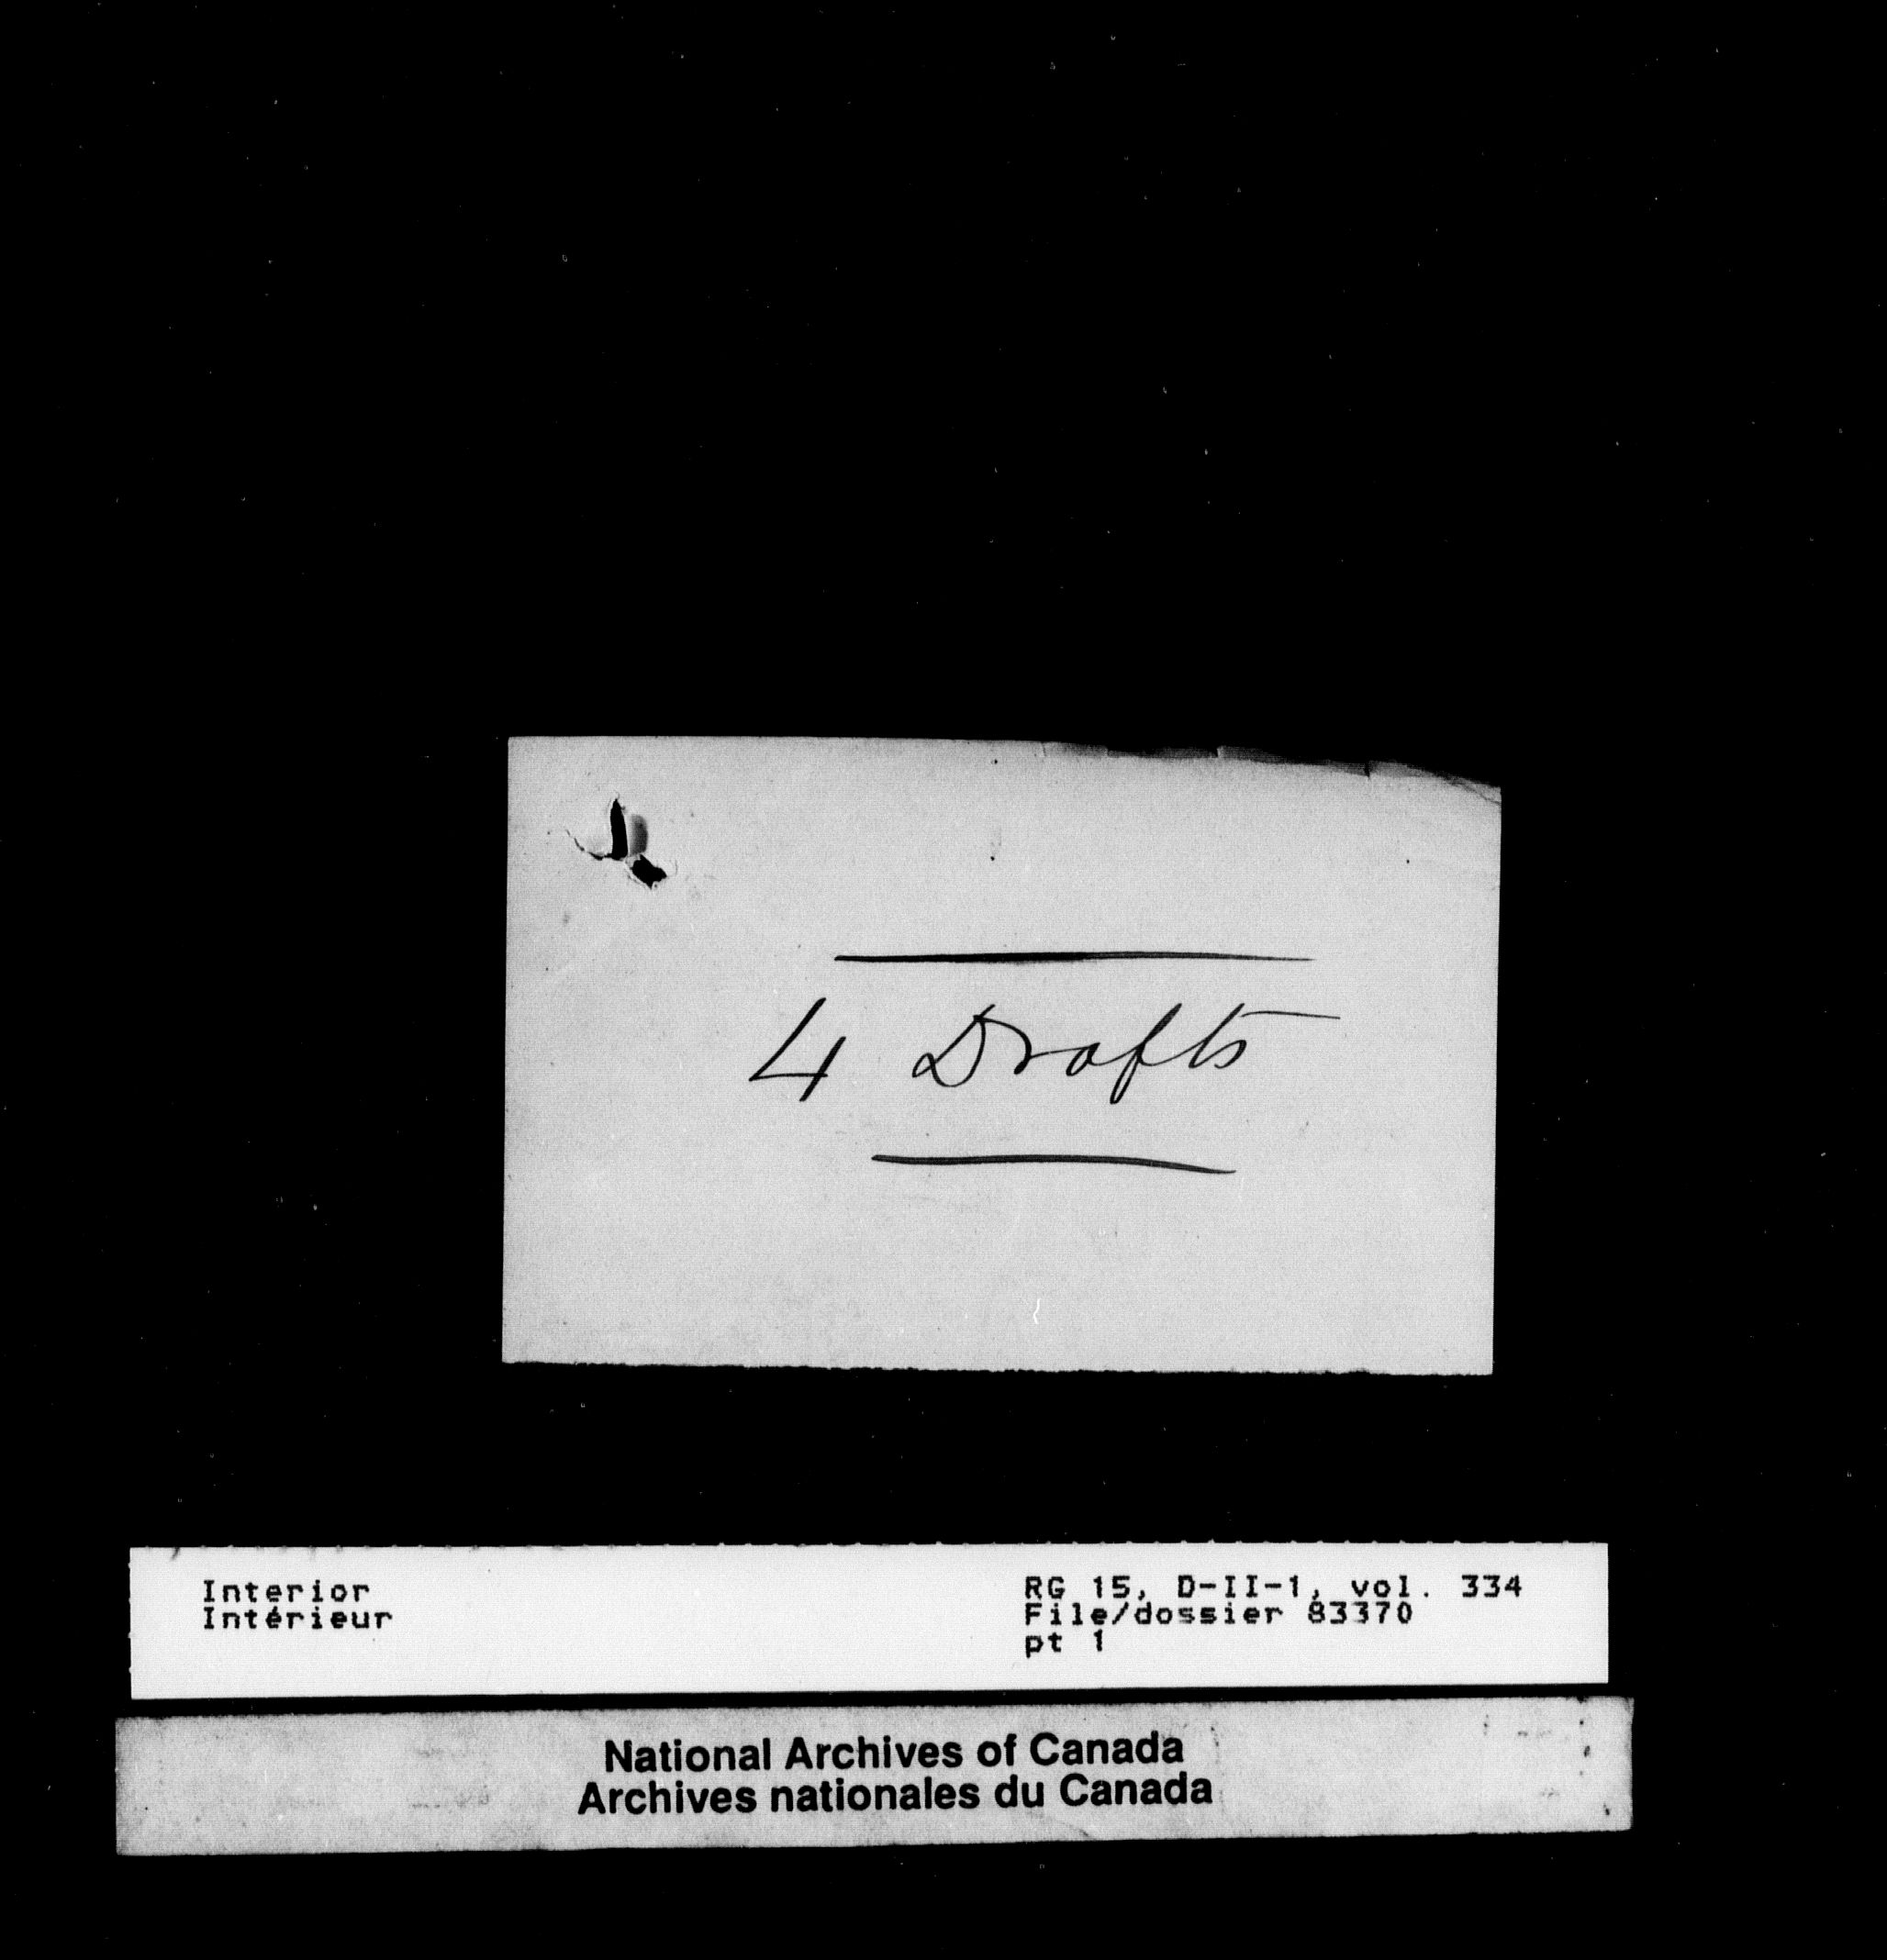 4 Drafts
Interior
Intérieur
RG 15, D-II-1, vol. 334
File/dossier 83370
pt 1
National Archives of Canada
Archives nationales du Canada